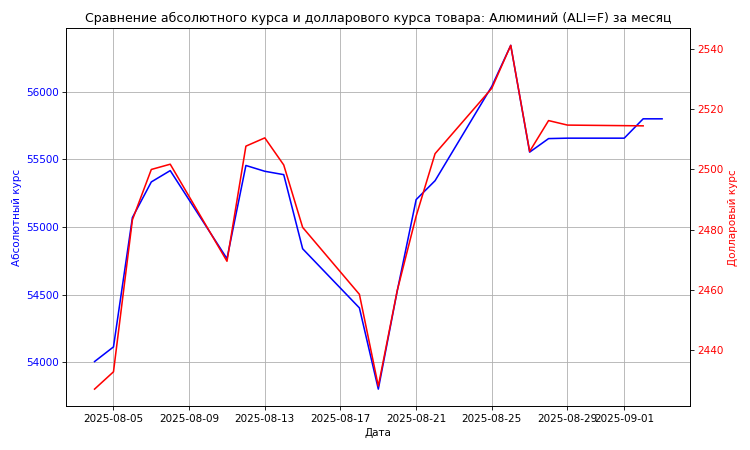 Сравнение абсолютного курса и долларового курса товара: Алюминий (ALI=F) за месяц
Абсолютный курс
56000
55500
55000
54500
54000
2540
2520
2500
2480
2460
2440
Долларовый курс
2025-08-05 2025-08-09 2025-08-13 2025-08-17 2025-08-21 2025-08-25 2025-08-29 2025-09-01
Дата